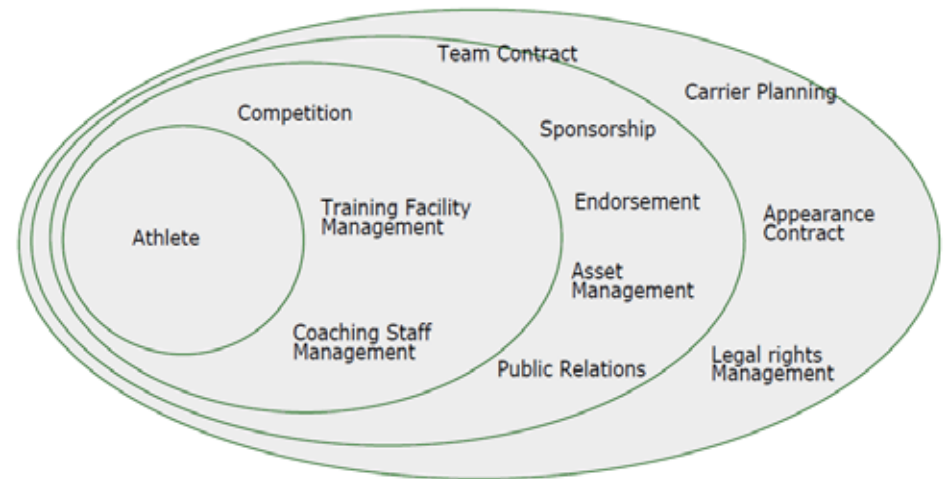 Team Contract
Carrier Planning
Competition
Sponsorship
Training Facility
Management
Endorsement
Appearance
Contract
Athlete
Asset
Management
Coaching Staff
Management
Public Relations
Legal rights
Management